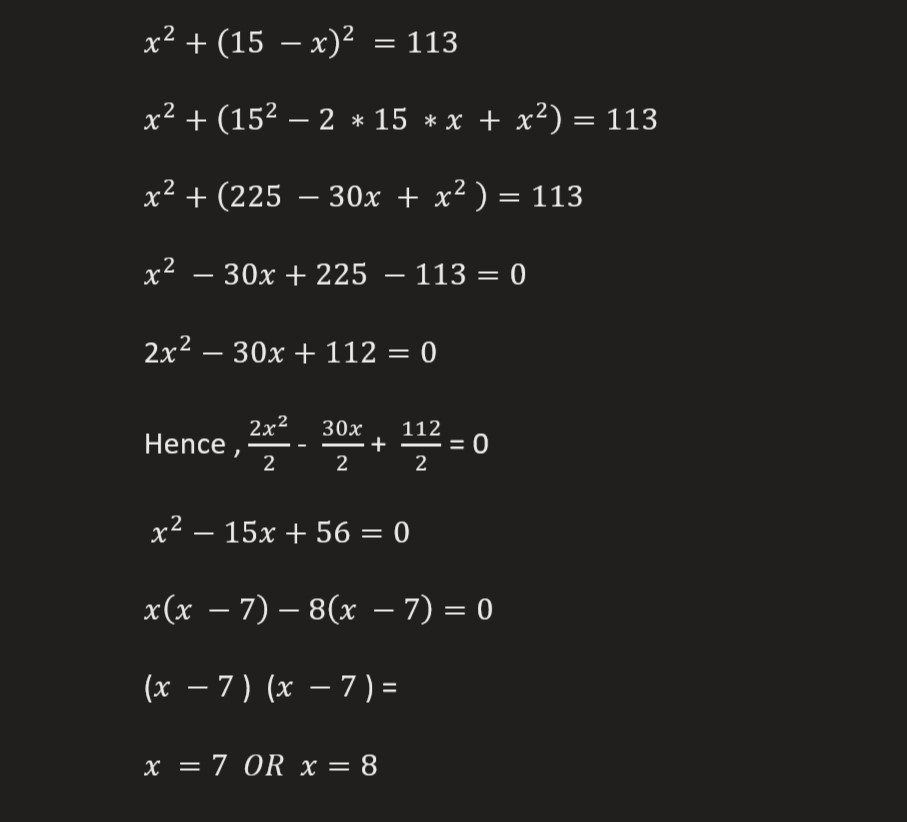 x² + (15 − x)² = 113
x² + (15² − 2 * 15 * x + x²) = 113
x² + (225 − 30x + x² ) = 113
x² − 30x + 225 − 113 = 0
2x² − 30x + 112 = 0
Hence , 2x²/2 - 30x/2 + 112/2 = 0
x² − 15x + 56 = 0
x(x − 7) − 8(x − 7) = 0
(x − 7 ) (x − 7 ) =
x = 7 OR x = 8